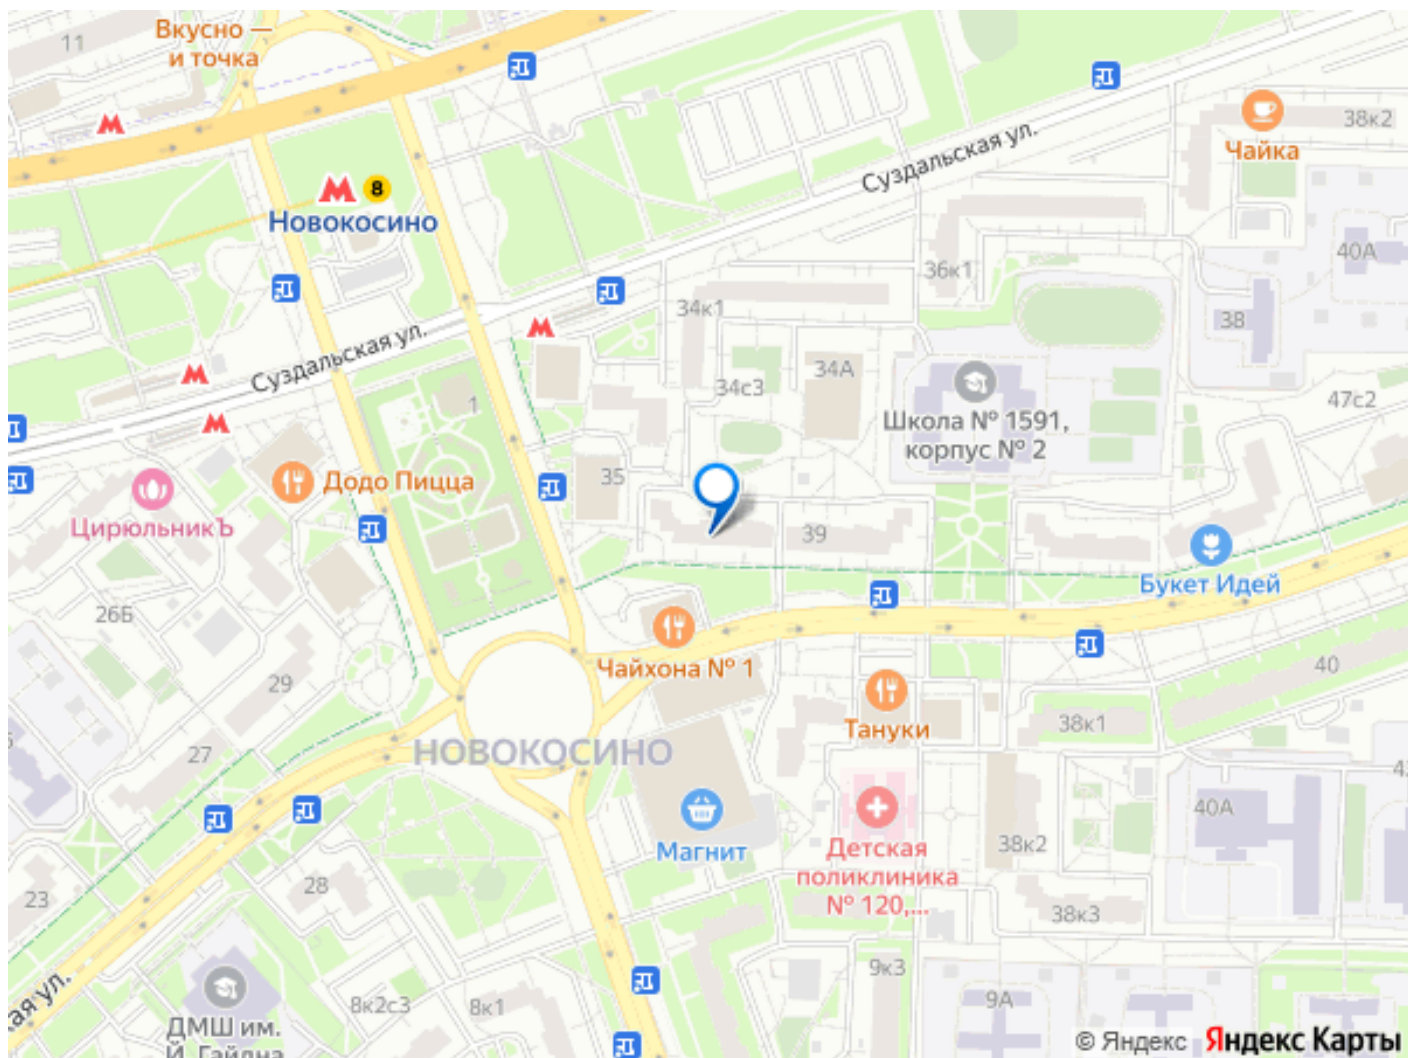 11
Вкусно —
и точка
8
Новокосино
Суздальская ул.
Чайка
38к2
40А
36к1
34к1
38
Суздальская ул.
34с3
34А
1
47с2
Школа № 1591,
корпус № 2
35
Додо Пицца
ЦирюльникЪ
39
Букет Идей
26Б
Чайхона № 1
40
29
Тануки
38к1
НОВОКОСИНО
27
Магнит
40А
38к2
Детская
поликлиника
№ 120,...
28
23
38к3
9к3
ая ул.
8к2с3
8к1
9А
ДМШ им.
Й. Гайдна
© Яндекс Яндекс Карты